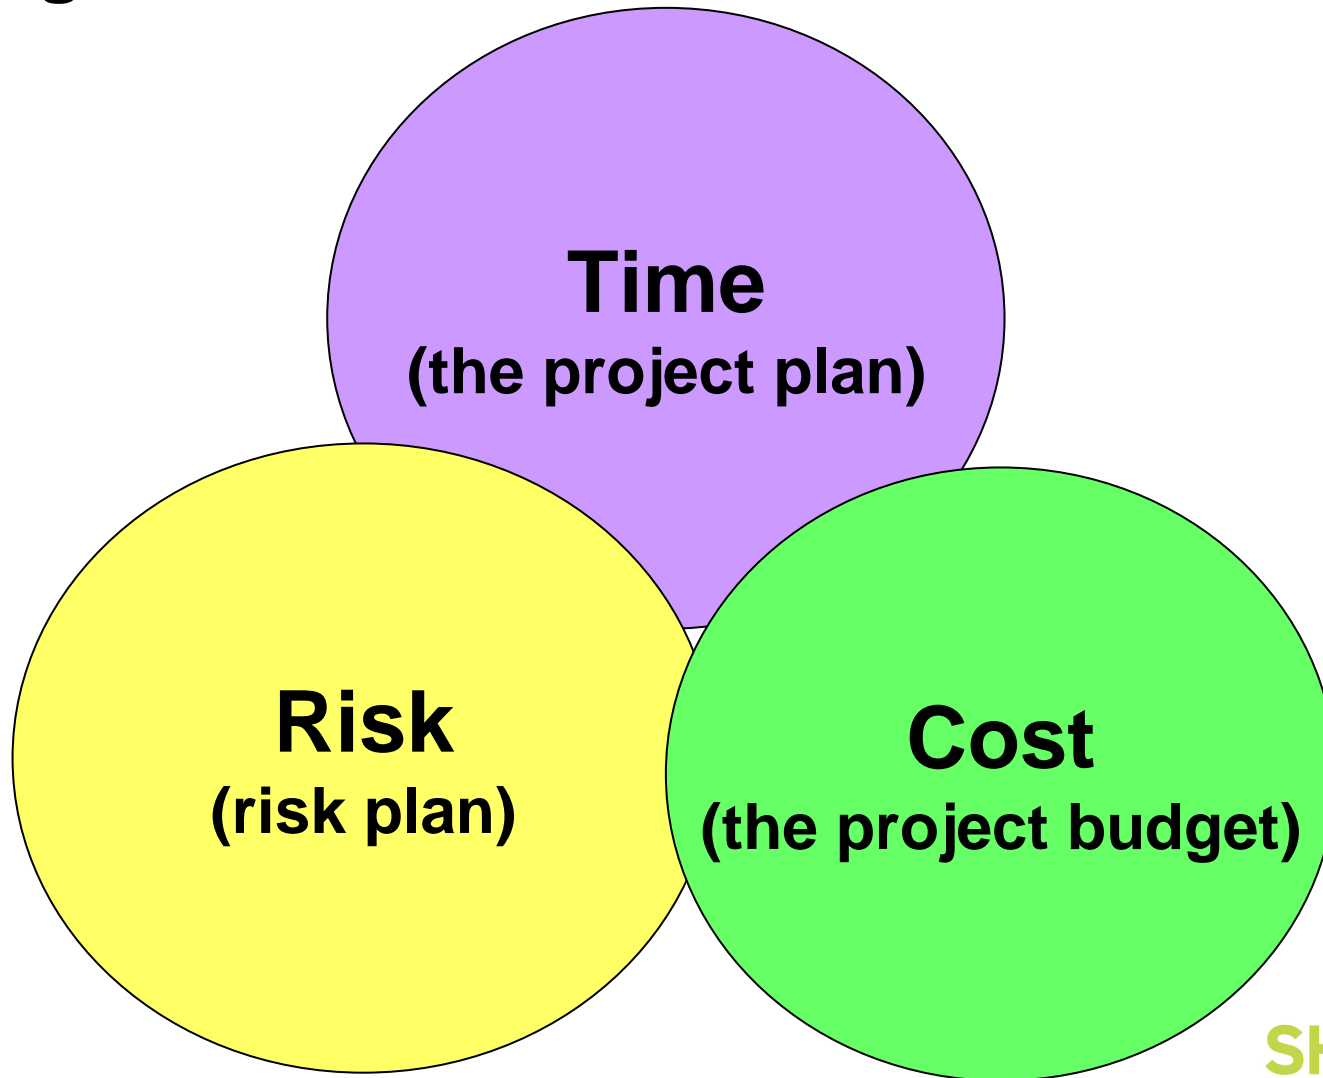 Time
(the project plan)
Risk
(risk plan)
Cost
(the project budget)